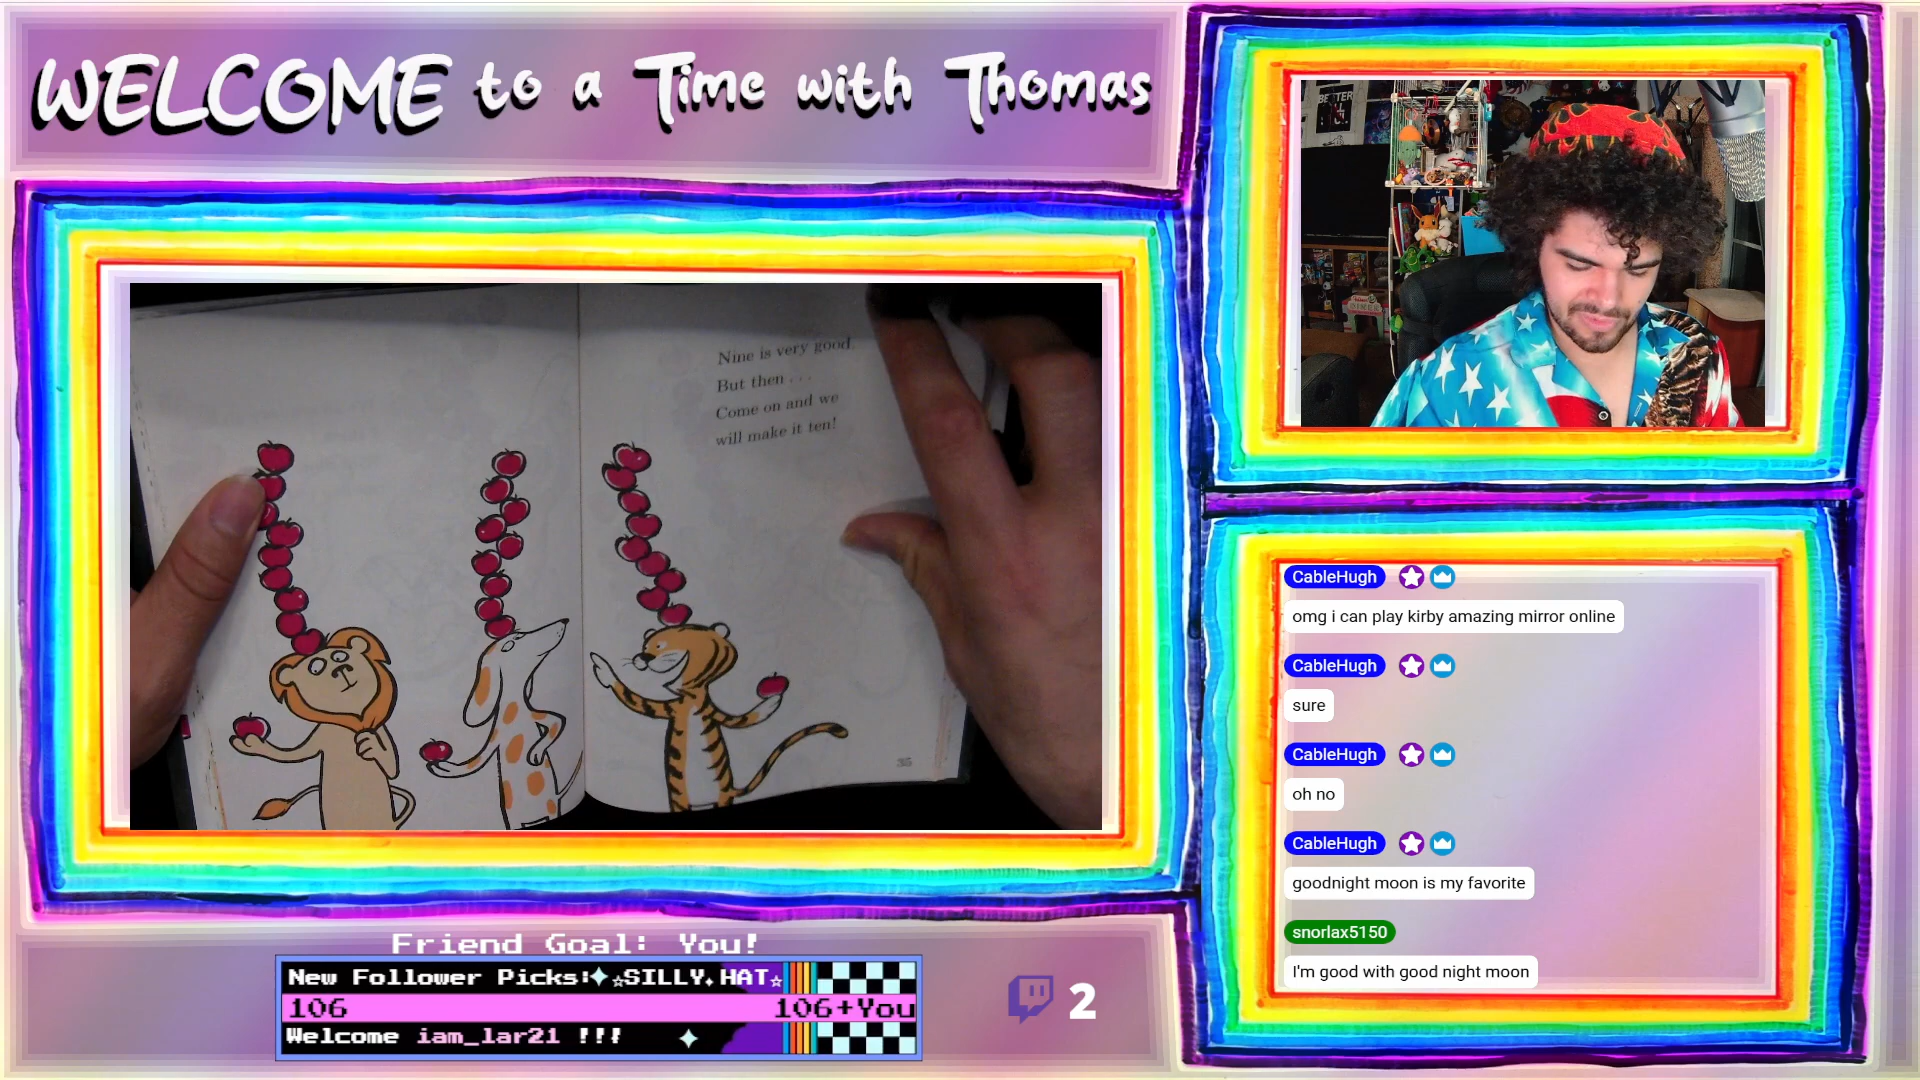 WELCOME to a Time with Thomas
Nine is very good.
But then . . .
Come on and we
will make it ten!
35
CableHugh
omg i can play kirby amazing mirror online
CableHugh
sure
CableHugh
oh no
CableHugh
goodnight moon is my favorite
snorlax5150
I'm good with good night moon
Friend Goal: You!
New Follower Picks:✦☆SILLY✦HAT☆
106
106+You
Welcome iam_lar21 !!!
2